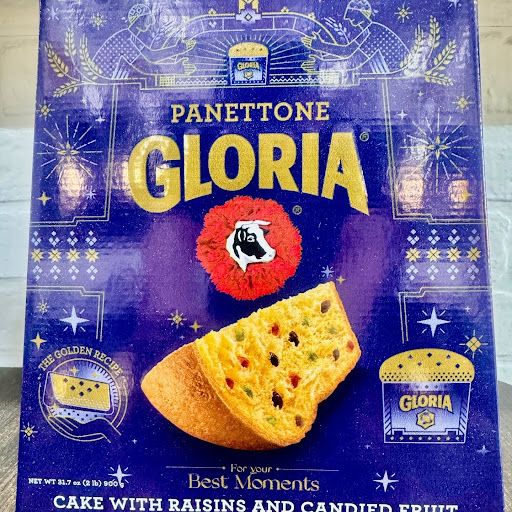 GLORIA
PANETTONE
GLORIA®
®
THE GOLDEN RECIPE
GLORIA
For your
Best Moments
NET WT 31.7 oz (2 lb) 900 g
CAKE WITH RAISINS AND CANDIED FRUIT